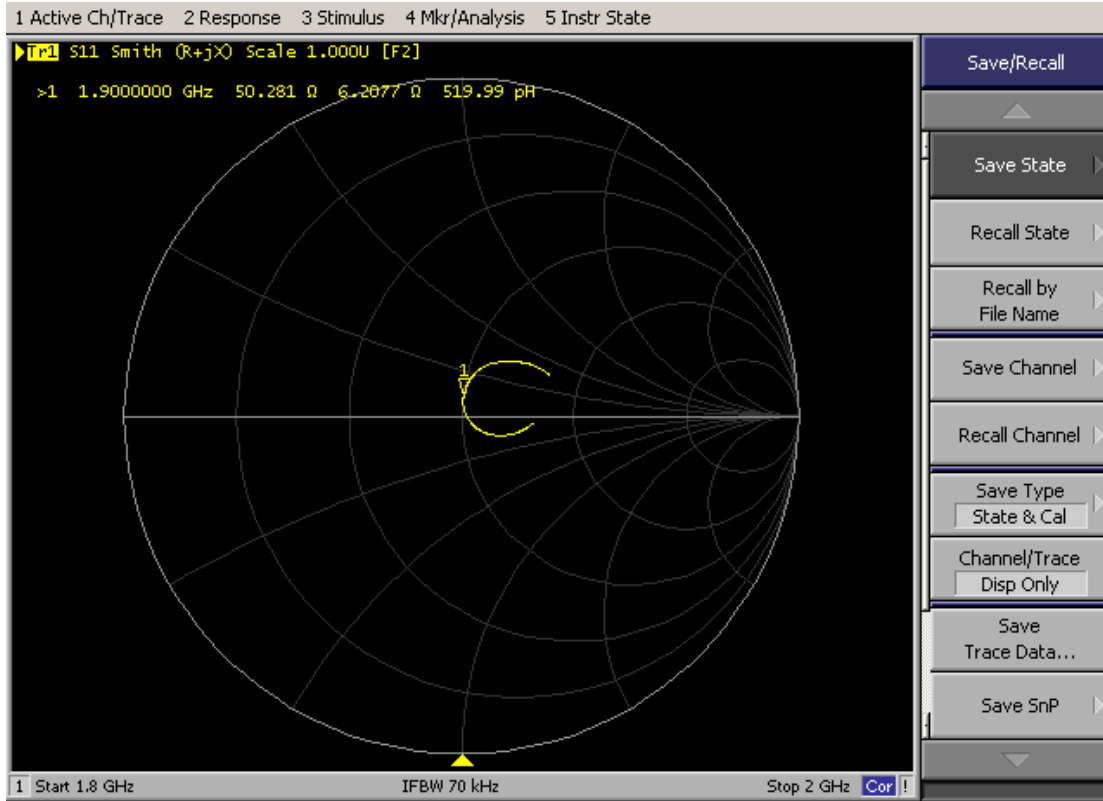 1 Active Ch/Trace 2 Response 3 Stimulus 4 Mkr/Analysis 5 Instr State
Tr1 S11 Smith (R+jX) Scale 1.000U [F2]
>1 1.9000000 GHz 50.281 Ω 6.2077 Ω 519.99 pH
1
Save/Recall
Save State
Recall State
Recall by
File Name
Save Channel
Recall Channel
Save Type
State & Cal
Channel/Trace
Disp Only
Save
Trace Data...
Save SnP
1 Start 1.8 GHz IFBW 70 kHz Stop 2 GHz Cor !